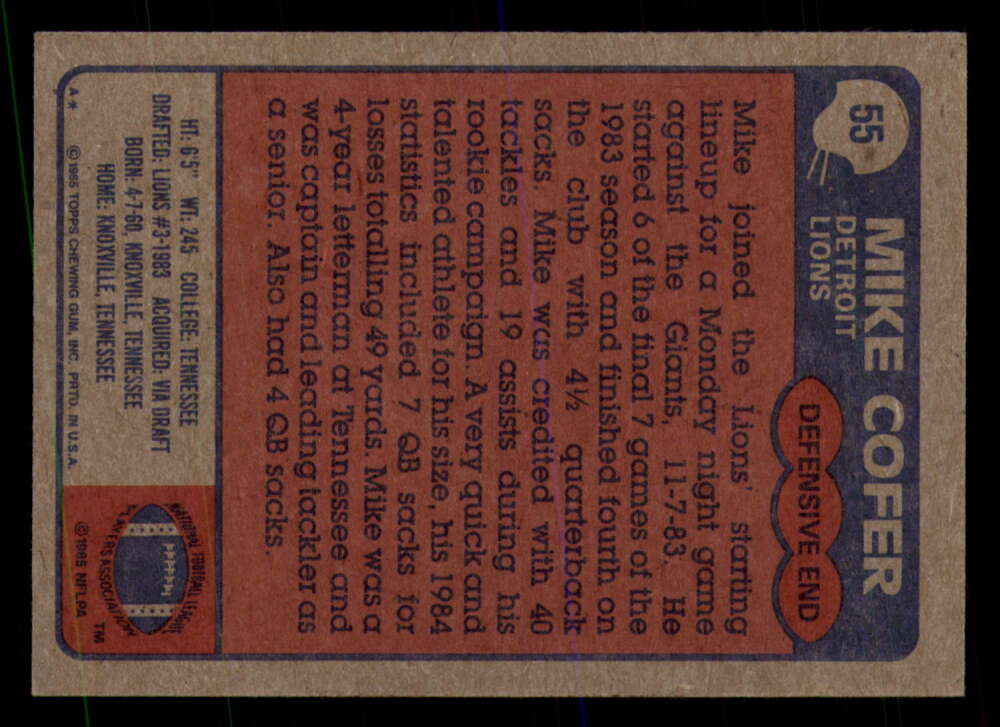 55
MIKE COFER
DETROIT
LIONS
DEFENSIVE END
Mike joined the Lions' starting
lineup for a Monday night game
against the Giants, 11-7-83. He
started 6 of the final 7 games of the
1983 season and finished fourth on
the club with 4½ quarterback
sacks. Mike was credited with 40
tackles and 19 assists during his
rookie campaign. A very quick and
talented athlete for his size, his 1984
statistics included 7 QB sacks for
losses totalling 49 yards. Mike was a
4-year letterman at Tennessee and
was captain and leading tackler as
a senior. Also had 4 QB sacks.
HT: 6'5" WT: 245 COLLEGE: TENNESSEE
DRAFTED: LIONS #3-1983 ACQUIRED: VIA DRAFT
BORN: 4-7-60, KNOXVILLE, TENNESSEE
HOME: KNOXVILLE, TENNESSEE
A* © 1985 TOPPS CHEWING GUM, INC. PRTD. IN U.S.A.
NATIONAL FOOTBALL LEAGUE
PLAYERS ASSOCIATION
TM
© 1985 NFLPA